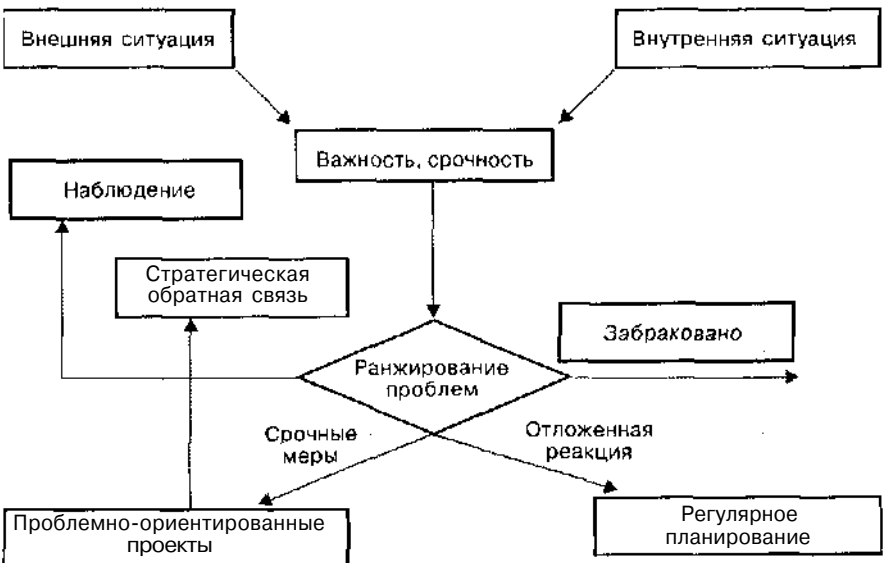 Внешняя ситуация
Внутренняя ситуация
Важность, срочность
Наблюдение
Стратегическая
обратная связь
Забраковано
Ранжирование
проблем
Срочные
меры
Отложенная
реакция
Проблемно-ориентированные
проекты
Регулярное
планирование